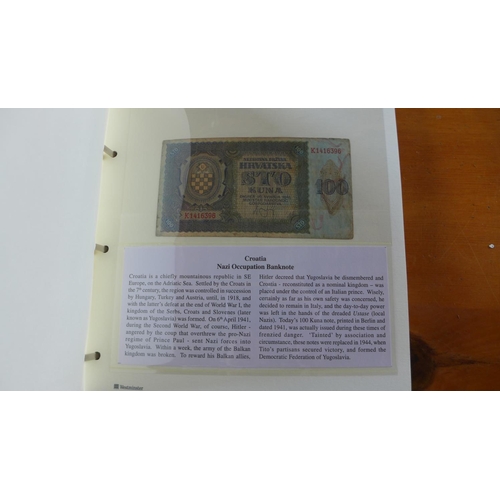 HRVATSKA
K1416398
STO
KUNA
100
K1416398
Croatia
Nazi Occupation Banknote
Croatia is a chiefly mountainous republic in SE
Europe, on the Adriatic Sea. Settled by the Croats in
the 7th century, the region was controlled in succession
by Hungary, Turkey and Austria, until, in 1918, and
with the latter's defeat at the end of World War I, the
kingdom of the Serbs, Croats and Slovenes (later
known as Yugoslavia) was formed. On 6th April 1941,
during the Second World War, of course, Hitler -
angered by the coup that overthrew the pro-Nazi
regime of Prince Paul - sent Nazi forces into
Yugoslavia. Within a week, the army of the Balkan
kingdom was broken. To reward his Balkan allies,
Hitler decreed that Yugoslavia be dismembered and
Croatia - reconstituted as a nominal kingdom - was
placed under the control of an Italian prince. Wisely,
certainly as far as his own safety was concerned, he
decided to remain in Italy, and the day-to-day power
was left in the hands of the dreaded Ustase (local
Nazis). Today's 100 Kuna note, printed in Berlin and
dated 1941, was actually issued during those times of
frenzied danger. 'Tainted' by association and
circumstance, these notes were replaced in 1944, when
Tito's partisans secured victory, and formed the
Democratic Federation of Yugoslavia.
Westminster